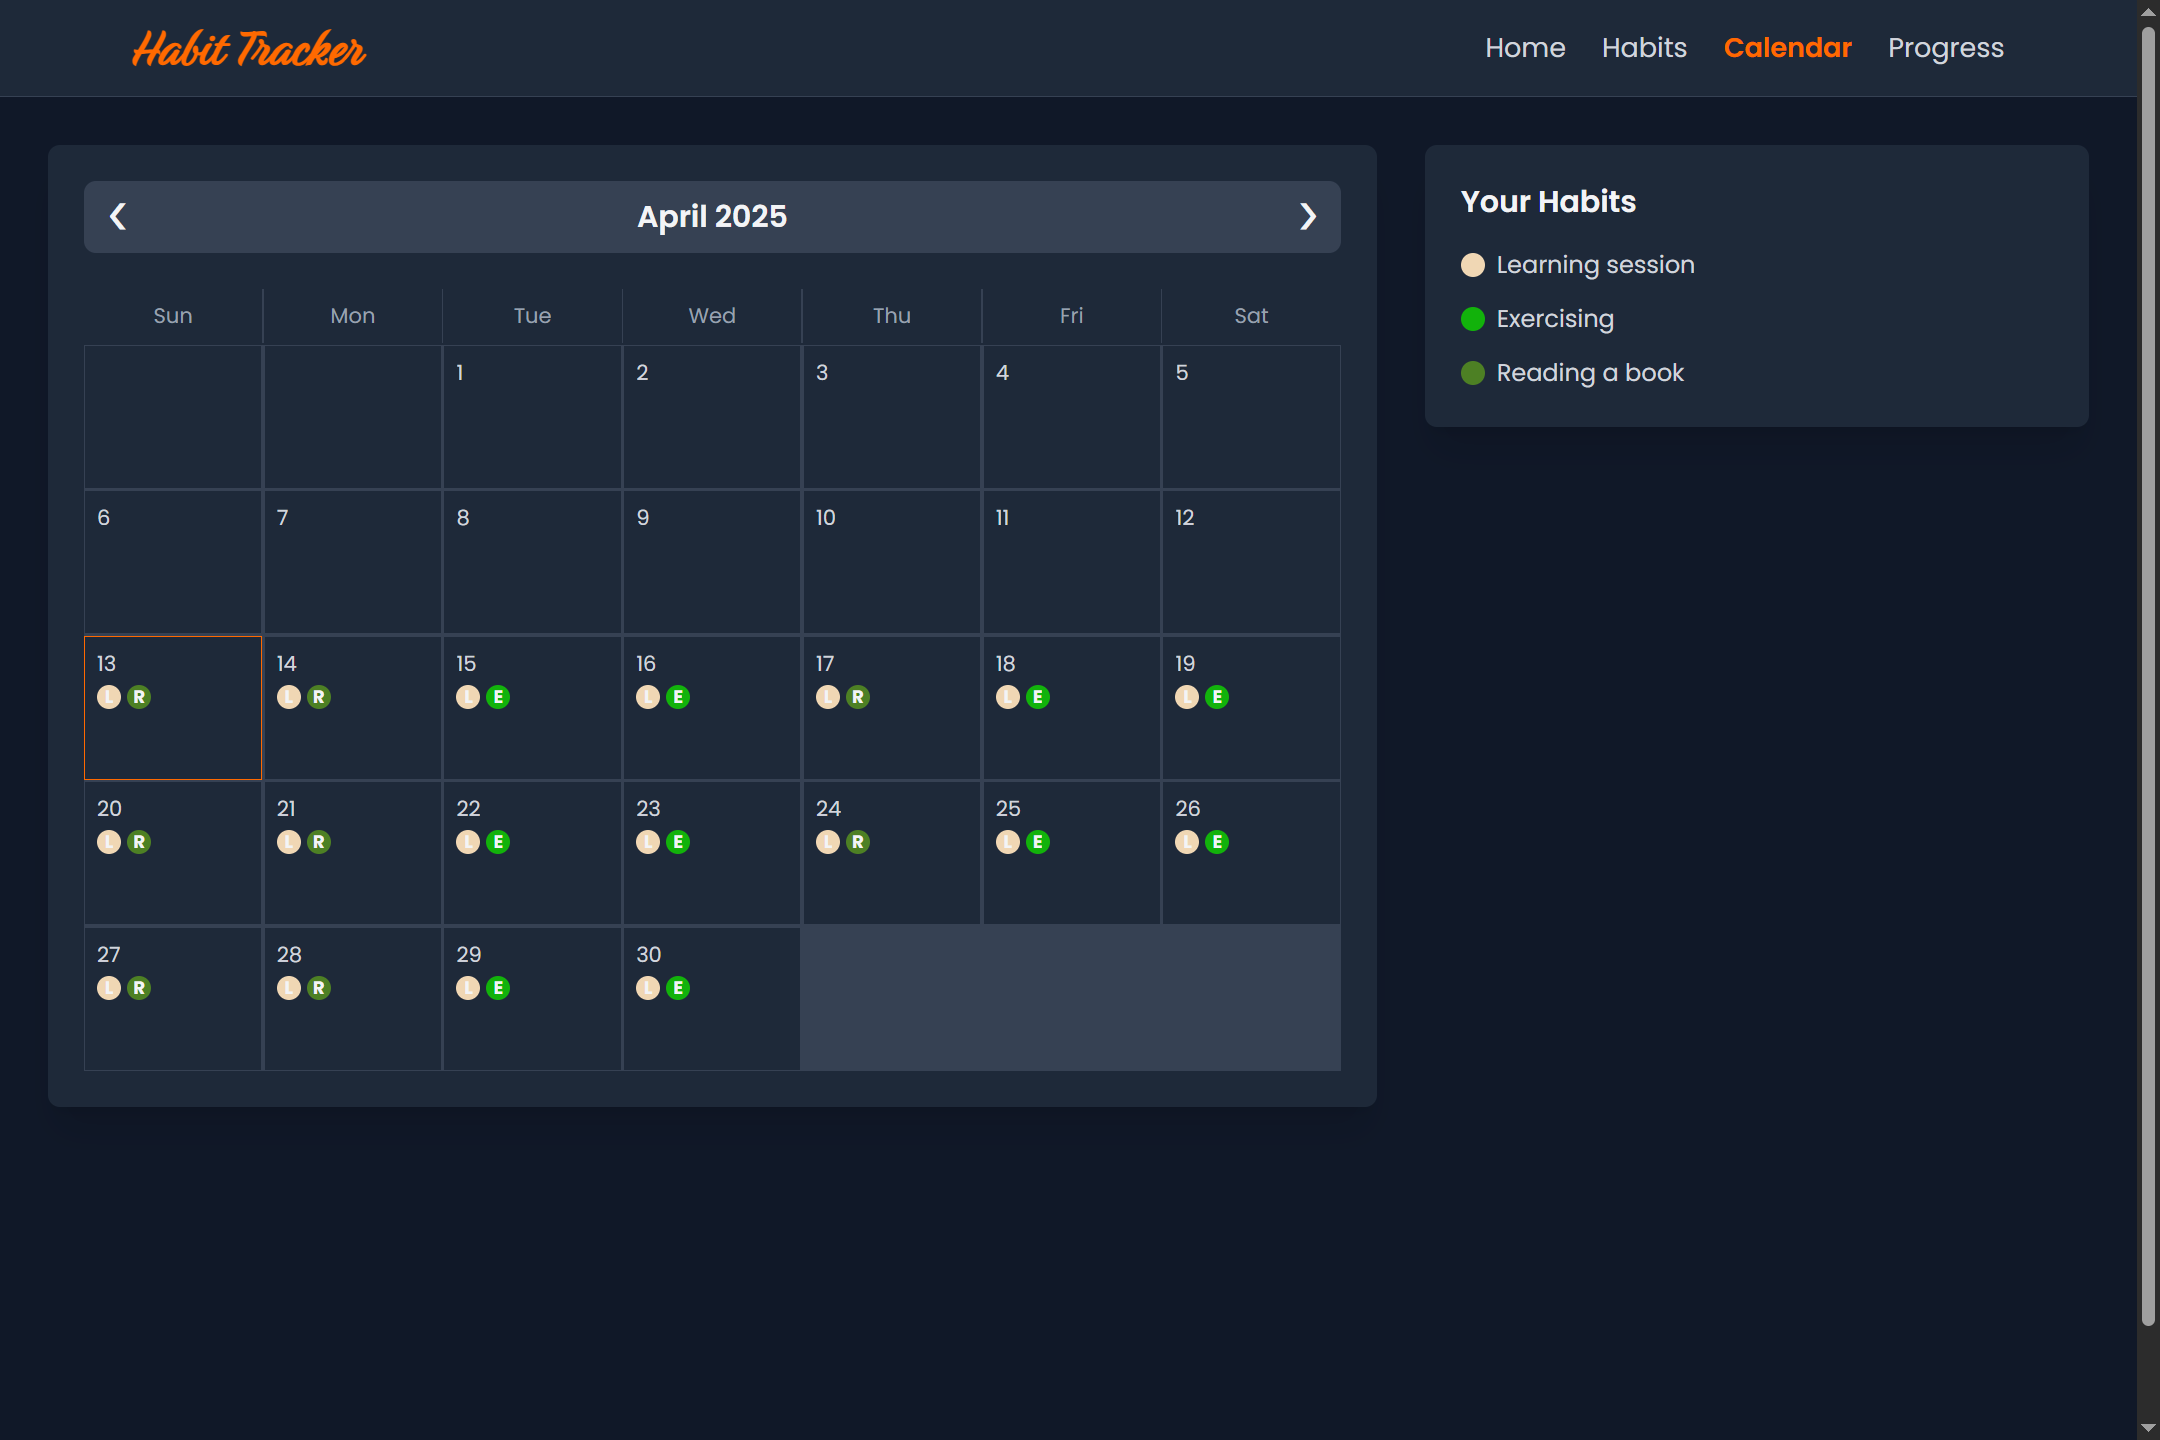 Habit Tracker
Home Habits Calendar Progress
April 2025
Sun Mon Tue Wed Thu Fri Sat
1 2 3 4 5
6 7 8 9 10 11 12
13 14 15 16 17 18 19
L R L R L E L E L R L E L E
20 21 22 23 24 25 26
L R L R L E L E L R L E L E
27 28 29 30
L R L R L E L E
Your Habits
Learning session
Exercising
Reading a book